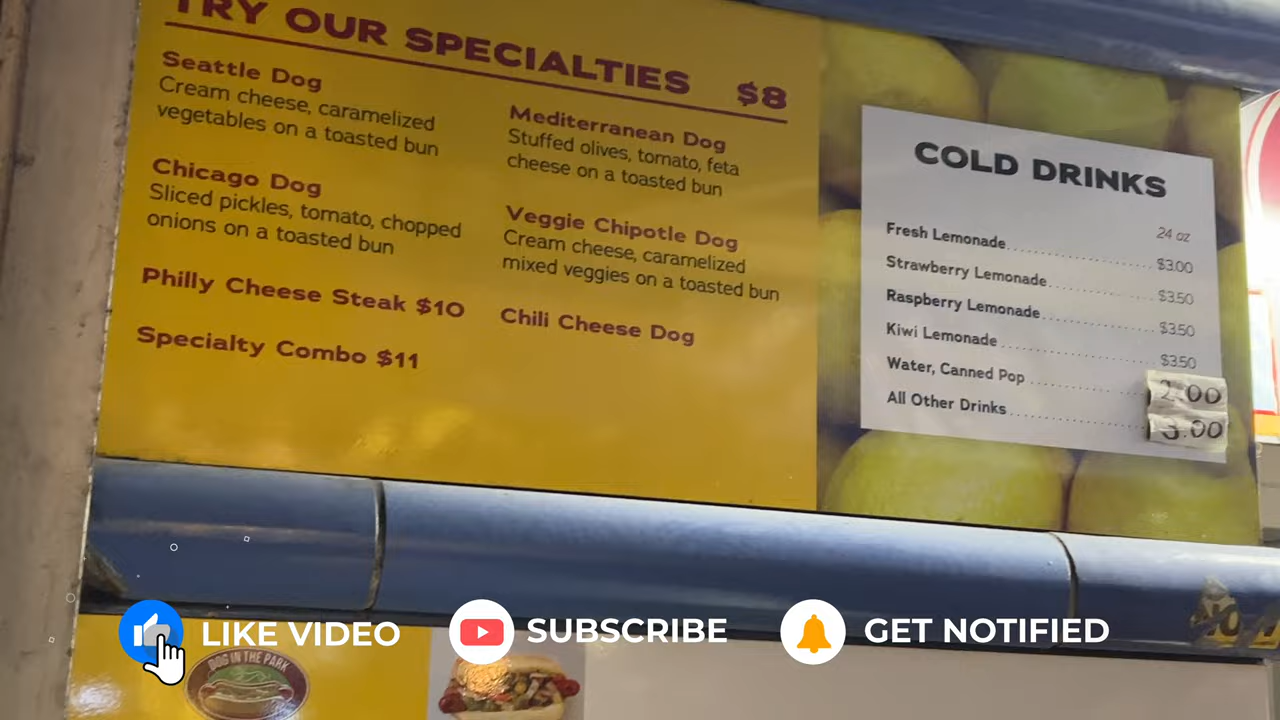 TRY OUR SPECIALTIES $8
Seattle Dog
Cream cheese, caramelized
vegetables on a toasted bun
Chicago Dog
Sliced pickles, tomato, chopped
onions on a toasted bun
Philly Cheese Steak $10
Specialty Combo $11
Mediterranean Dog
Stuffed olives, tomato, feta
cheese on a toasted bun
Veggie Chipotle Dog
Cream cheese, caramelized
mixed veggies on a toasted bun
Chili Cheese Dog
COLD DRINKS
24 oz
Fresh Lemonade $3.00
Strawberry Lemonade $3.50
Raspberry Lemonade $3.50
Kiwi Lemonade $3.50
Water, Canned Pop 2.00
All Other Drinks 3.00
DOG IN THE PARK
LIKE VIDEO
SUBSCRIBE
GET NOTIFIED